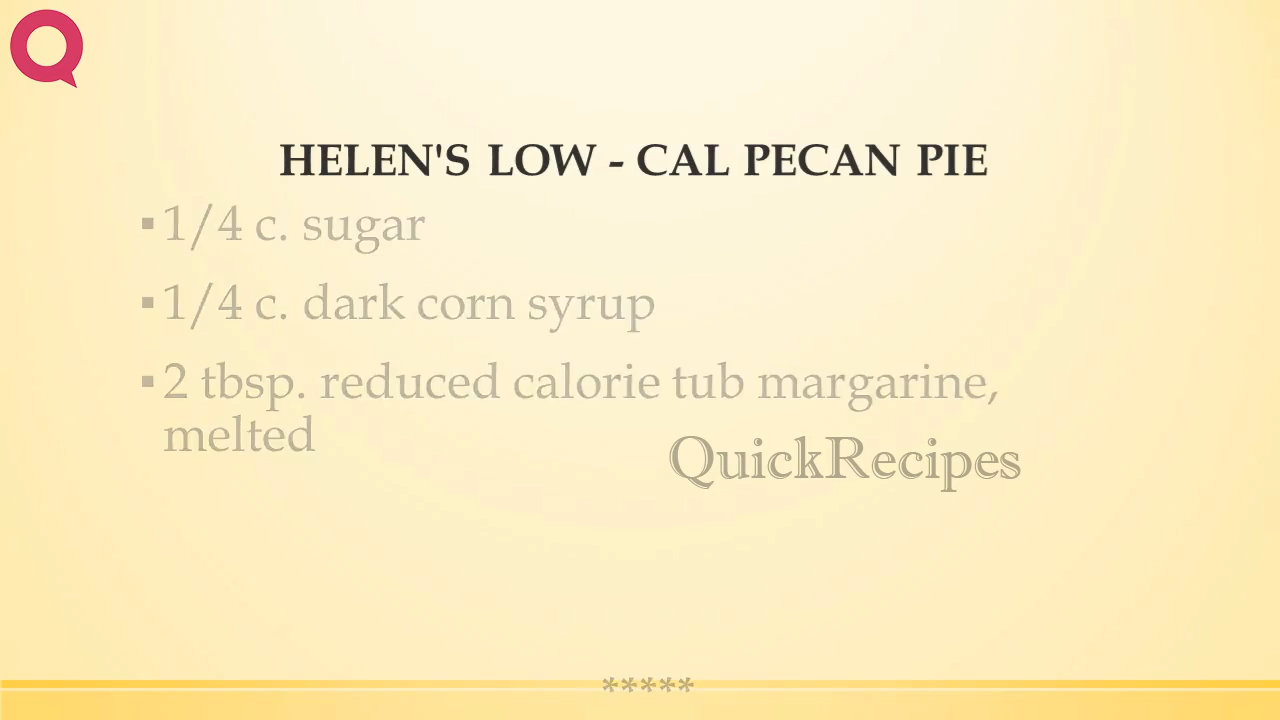 HELEN'S LOW - CAL PECAN PIE
▪ 1/4 c. sugar
▪ 1/4 c. dark corn syrup
▪ 2 tbsp. reduced calorie tub margarine,
melted
QuickRecipes
*****